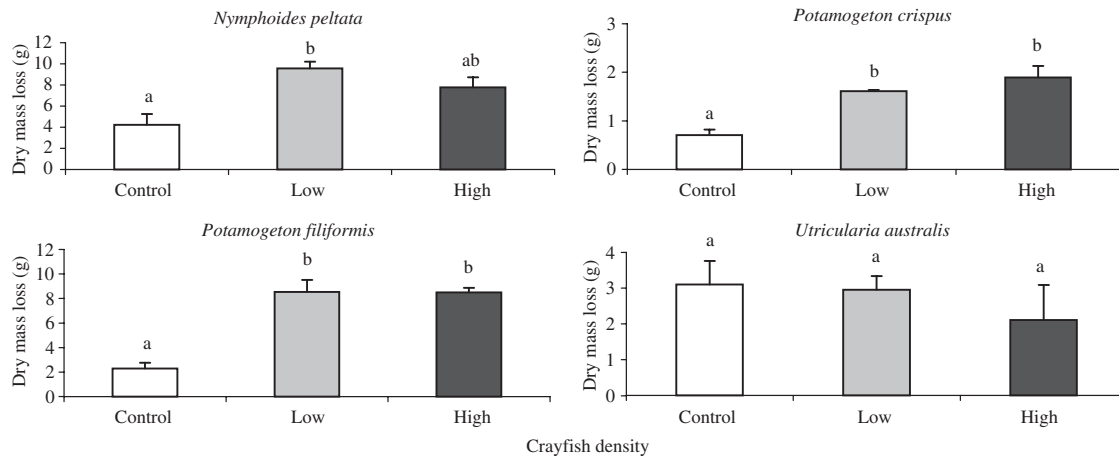 Nymphoides peltata
Dry mass loss (g)
12
10
8
6
4
2
0
a
b
ab
Control Low High
Potamogeton crispus
Dry mass loss (g)
3
2
1
0
a
b
b
Control Low High
Potamogeton filiformis
Dry mass loss (g)
12
10
8
6
4
2
0
a
b
b
Control Low High
Utricularia australis
Dry mass loss (g)
4
3
2
1
0
a
a
a
Control Low High
Crayfish density